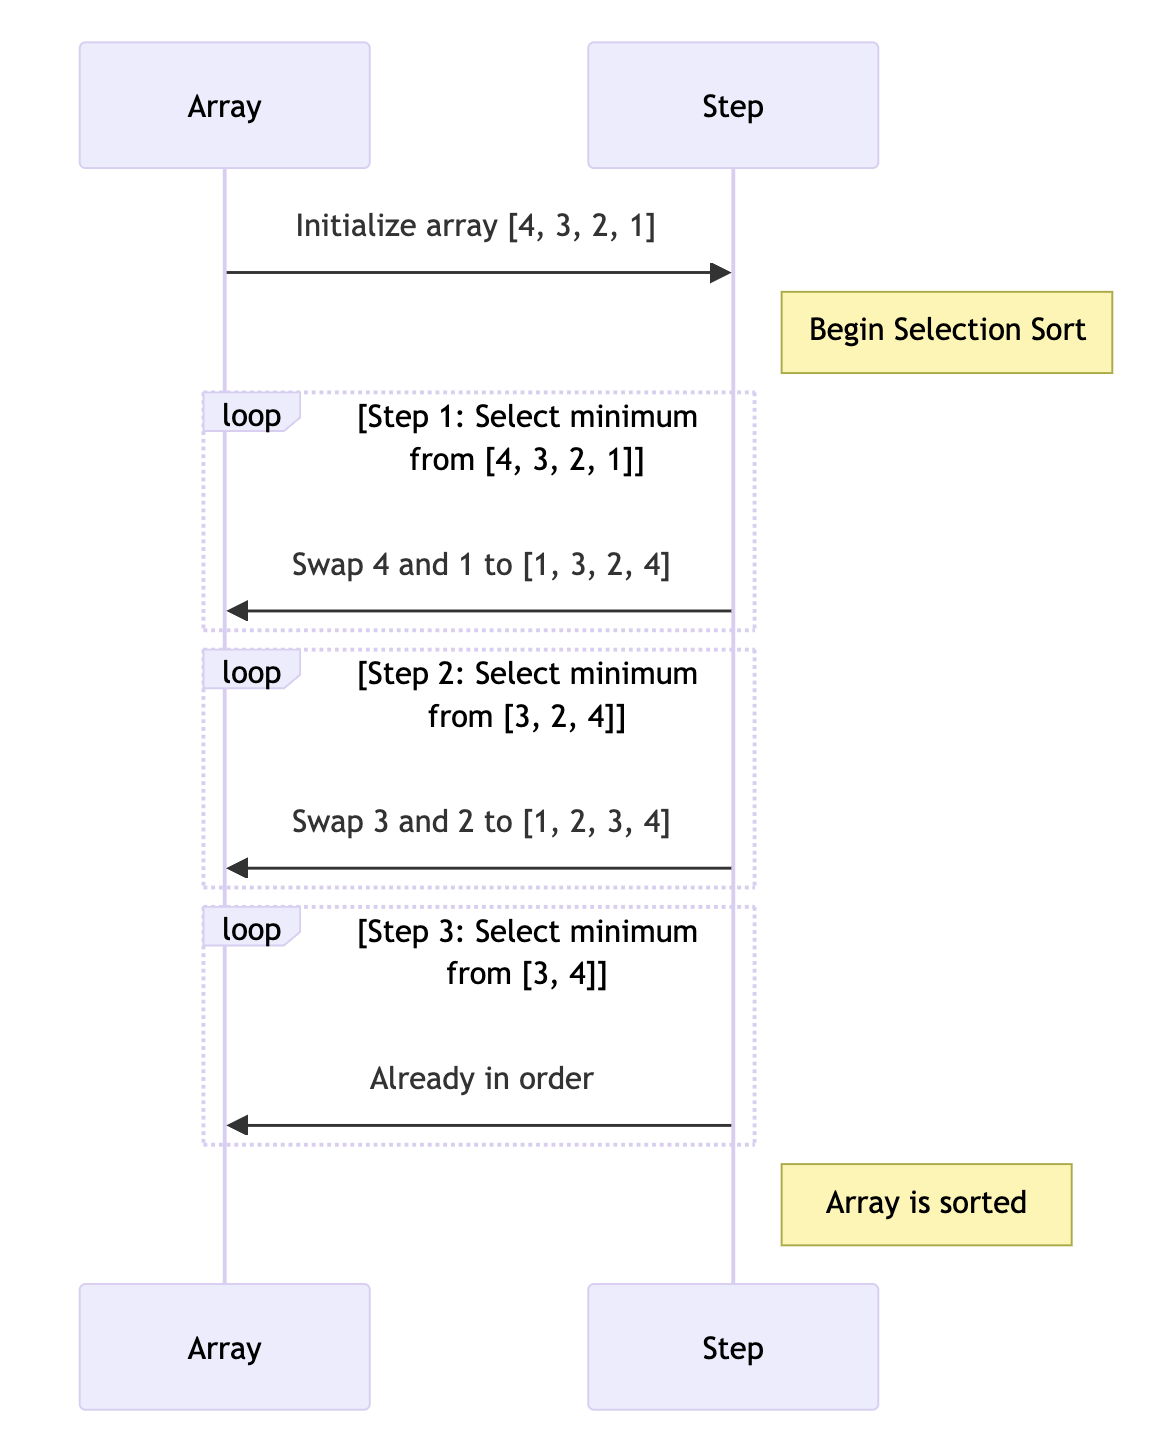 Array
Step
Initialize array [4, 3, 2, 1]
Begin Selection Sort
loop
[Step 1: Select minimum
from [4, 3, 2, 1]]
Swap 4 and 1 to [1, 3, 2, 4]
loop
[Step 2: Select minimum
from [3, 2, 4]]
Swap 3 and 2 to [1, 2, 3, 4]
loop
[Step 3: Select minimum
from [3, 4]]
Already in order
Array is sorted
Array
Step